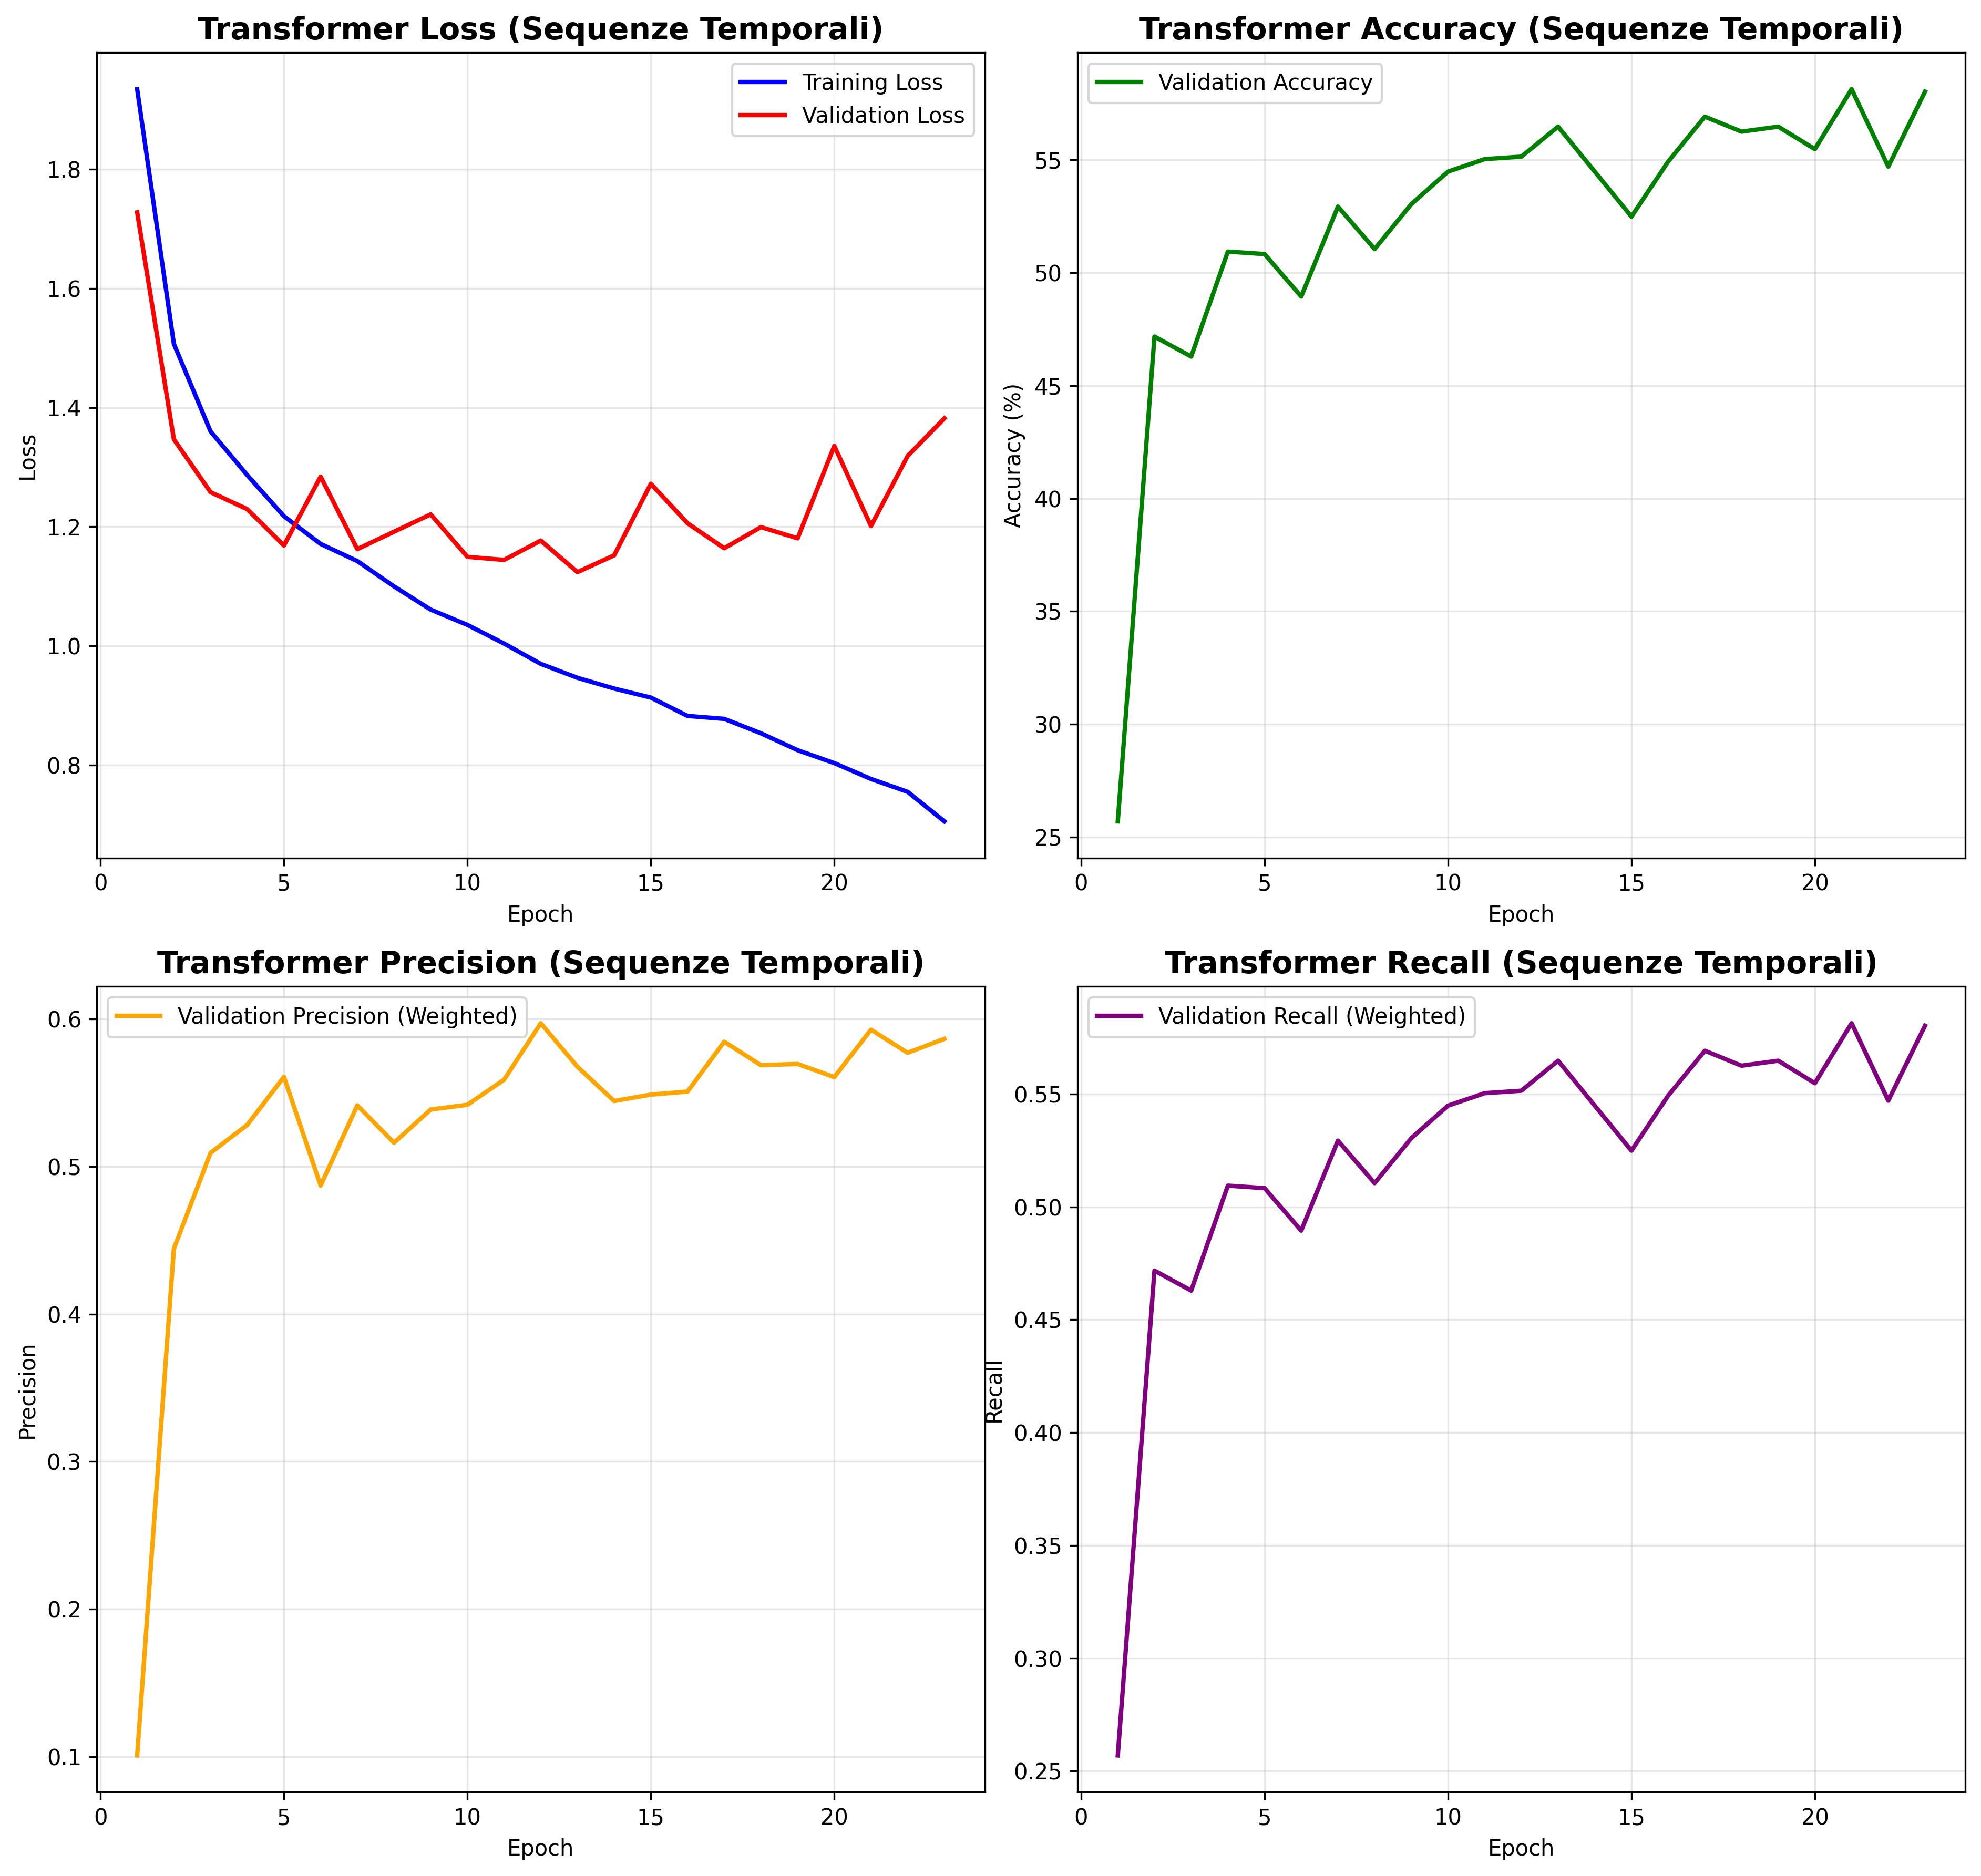 Transformer Loss (Sequenze Temporali)
Training Loss
Validation Loss
1.8
1.6
1.4
1.2
1.0
0.8
Loss
0
5
10
15
20
Epoch
Transformer Accuracy (Sequenze Temporali)
Validation Accuracy
55
50
45
40
35
30
25
Accuracy (%)
0
5
10
15
20
Epoch
Transformer Precision (Sequenze Temporali)
Validation Precision (Weighted)
0.6
0.5
0.4
0.3
0.2
0.1
Precision
0
5
10
15
20
Epoch
Transformer Recall (Sequenze Temporali)
Validation Recall (Weighted)
0.55
0.50
0.45
0.40
0.35
0.30
0.25
Recall
0
5
10
15
20
Epoch